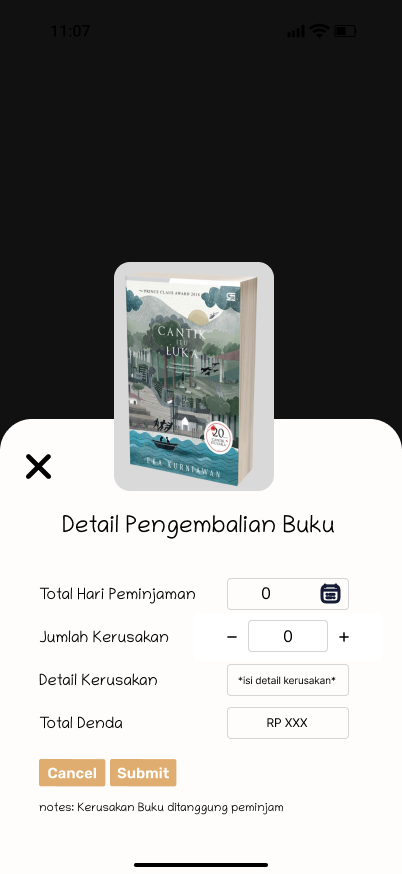 11:07
PRINCE CLAUS AWARD 2018
CANTIK
ITU
LUKA
20
EKA KURNIAWAN
Detail Pengembalian Buku
Total Hari Peminjaman 0
Jumlah Kerusakan − 0 +
Detail Kerusakan *isi detail kerusakan*
Total Denda RP XXX
Cancel Submit
notes: Kerusakan Buku ditanggung peminjam